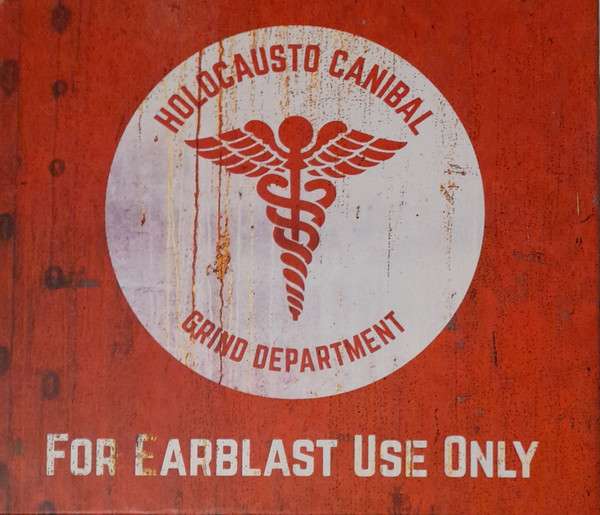 HOLOCAUSTO CANIBAL
GRIND DEPARTMENT
FOR EARBLAST USE ONLY